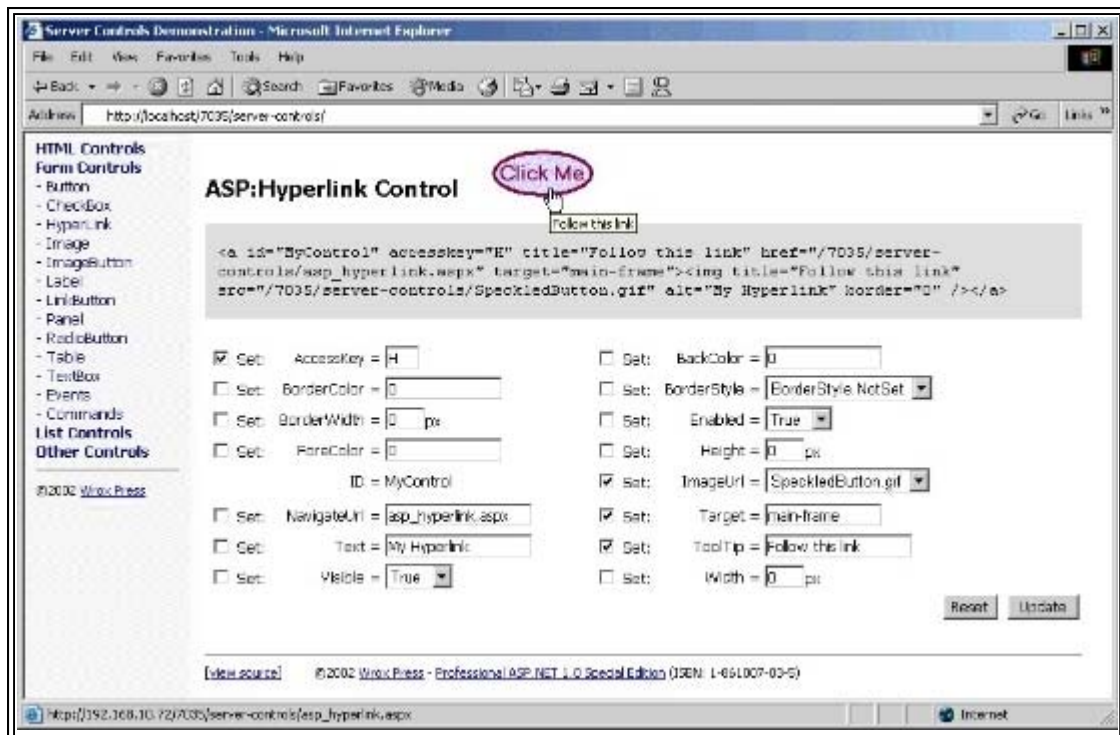 Server Controls Demonstration - Microsoft Internet Explorer
File Edit View Favorites Tools Help
Back Search Favorites Media
Address http://localhost/7035/server-controls/ Go Links »
HTML Controls
Form Controls
- Button
- CheckBox
- HyperLink
- Image
- ImageButton
- Label
- LinkButton
- Panel
- RadioButton
- Table
- TextBox
- Events
- Commands
List Controls
Other Controls
©2002 Wrox Press
ASP:Hyperlink Control
Click Me
Follow this link
<a id="MyControl" accesskey="H" title="Follow this link" href="/7035/server-
controls/asp_hyperlink.aspx" target="main-frame"><img title="Follow this link"
src="/7035/server-controls/SpeckledButton.gif" alt="My Hyperlink" border="0" /></a>
Set: AccessKey = H Set: BackColor = 0
Set: BorderColor = 0 Set: BorderStyle = BorderStyle.NotSet
Set: BorderWidth = 0 px Set: Enabled = True
Set: ForeColor = 0 Set: Height = 0 px
ID = MyControl Set: ImageUrl = SpeckledButton.gif
Set: NavigateUrl = asp_hyperlink.aspx Set: Target = main-frame
Set: Text = My Hyperlink Set: ToolTip = Follow this link
Set: Visible = True Set: Width = 0 px
Reset Update
[view source] ©2002 Wrox Press - Professional ASP.NET 1.0 Special Edition (ISBN: 1-861007-03-5)
http://192.168.10.72/7035/server-controls/asp_hyperlink.aspx Internet